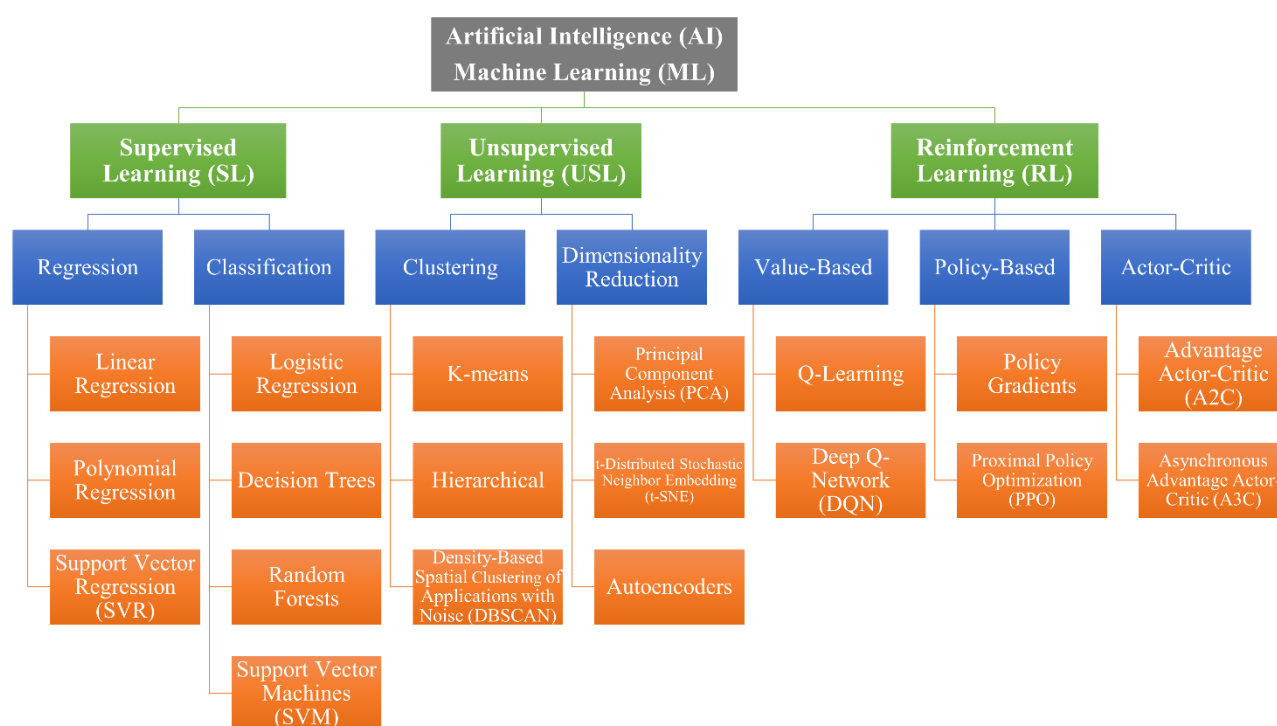 Artificial Intelligence (AI)
Machine Learning (ML)
Supervised
Learning (SL)
Unsupervised
Learning (USL)
Reinforcement
Learning (RL)
Regression
Classification
Clustering
Dimensionality
Reduction
Value-Based
Policy-Based
Actor-Critic
Linear
Regression
Polynomial
Regression
Support Vector
Regression
(SVR)
Logistic
Regression
Decision Trees
Random
Forests
Support Vector
Machines
(SVM)
K-means
Hierarchical
Density-Based
Spatial Clustering of
Applications with
Noise (DBSCAN)
Principal
Component
Analysis (PCA)
t-Distributed Stochastic
Neighbor Embedding
(t-SNE)
Autoencoders
Q-Learning
Deep Q-
Network
(DQN)
Policy
Gradients
Proximal Policy
Optimization
(PPO)
Advantage
Actor-Critic
(A2C)
Asynchronous
Advantage Actor-
Critic (A3C)